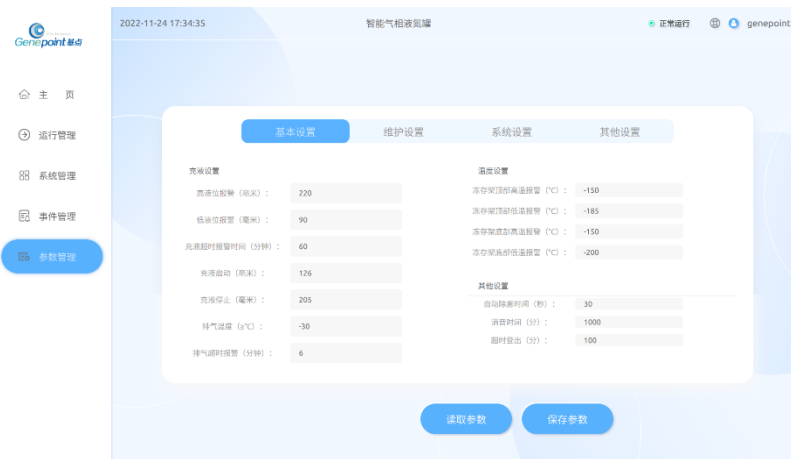 2022-11-24 17:34:35
智能气相液氮罐
正常运行
genepoint
Genepoint 基点
主 页
运行管理
系统管理
事件管理
参数管理
基本设置
维护设置
系统设置
其他设置
充液设置
高液位报警（毫米）： 220
低液位报警（毫米）： 90
充液超时报警时间（分钟）： 60
充液启动（毫米）： 126
充液停止（毫米）： 205
排气温度（≥℃）： -30
排气超时报警（分钟）： 6
温度设置
冻存架顶部高温报警（℃）： -150
冻存架顶部低温报警（℃）： -185
冻存架底部高温报警（℃）： -150
冻存架底部低温报警（℃）： -200
其他设置
自动除雾时间（秒）： 30
消音时间（分）： 1000
超时登出（分）： 100
读取参数
保存参数